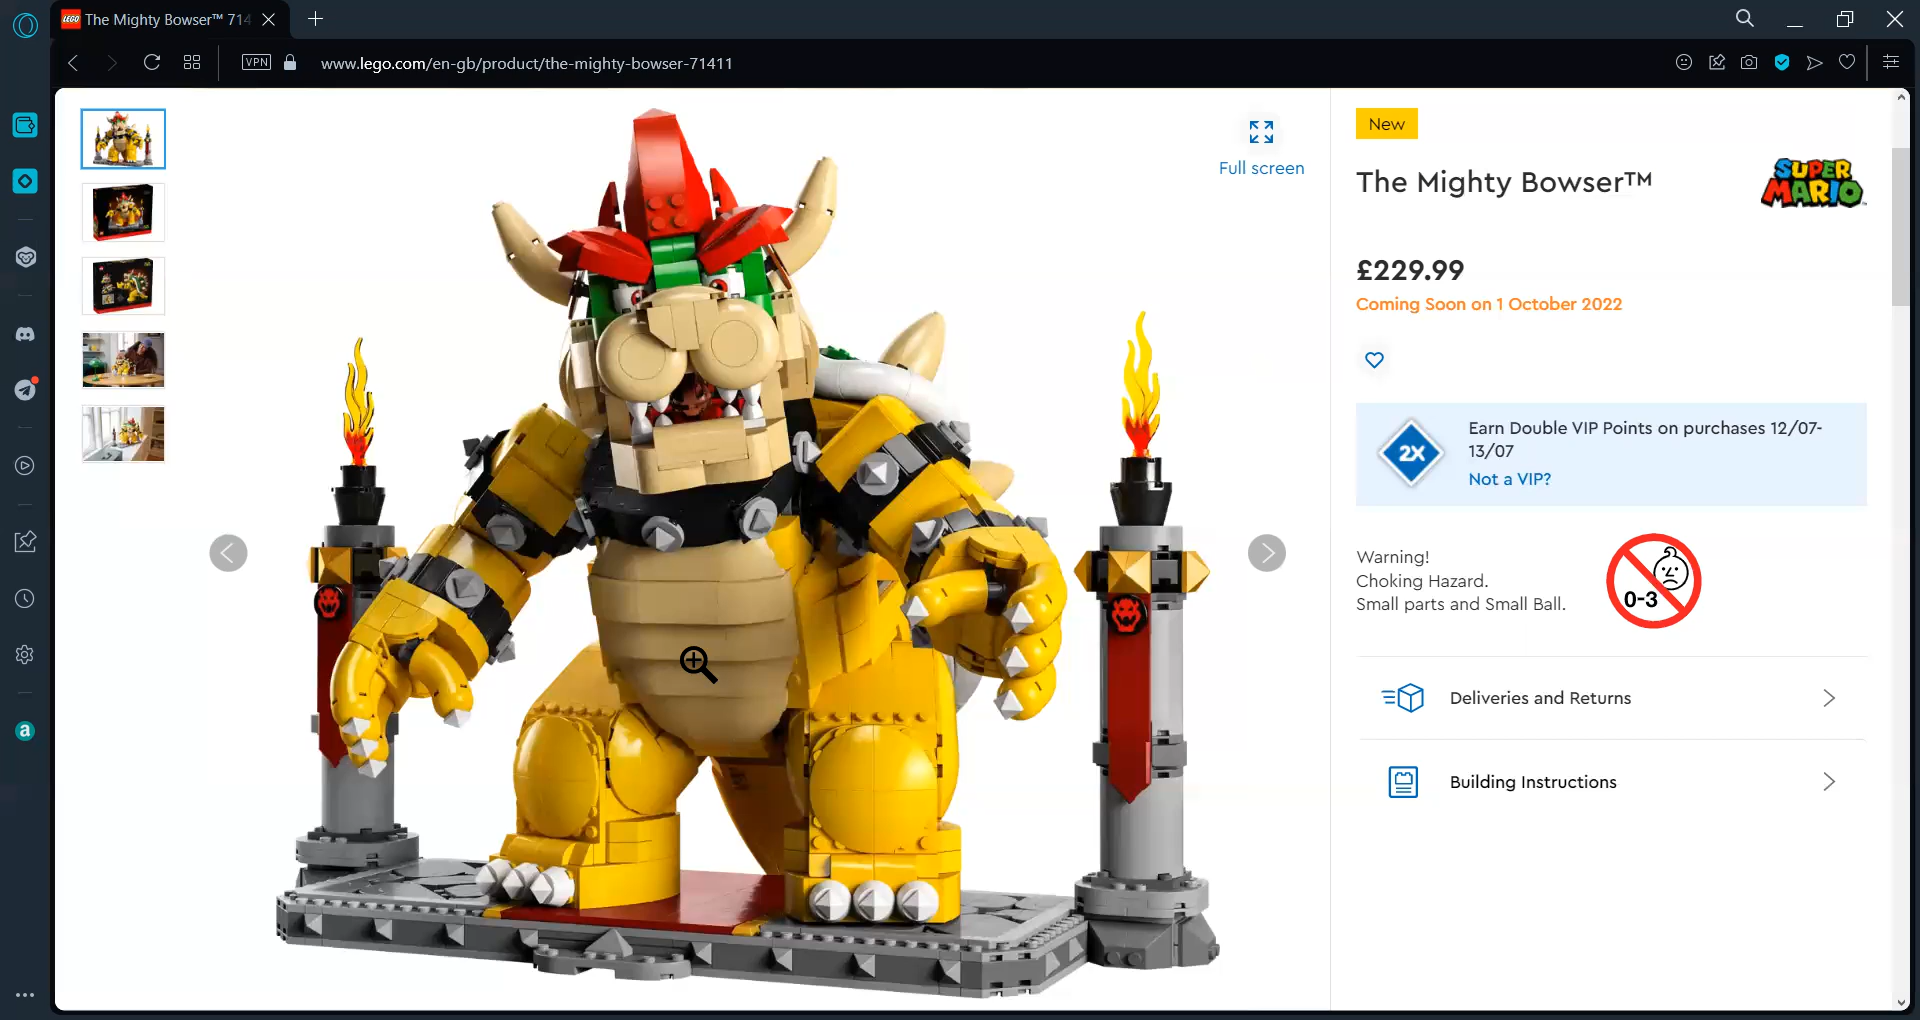 LEGO
The Mighty Bowser™ 714
VPN
www.lego.com/en-gb/product/the-mighty-bowser-71411
Full screen
New
The Mighty Bowser™
SUPER
MARIO™
£229.99
Coming Soon on 1 October 2022
2X
Earn Double VIP Points on purchases 12/07-
13/07
Not a VIP?
Warning!
Choking Hazard.
Small parts and Small Ball.
0-3
Deliveries and Returns
Building Instructions
a